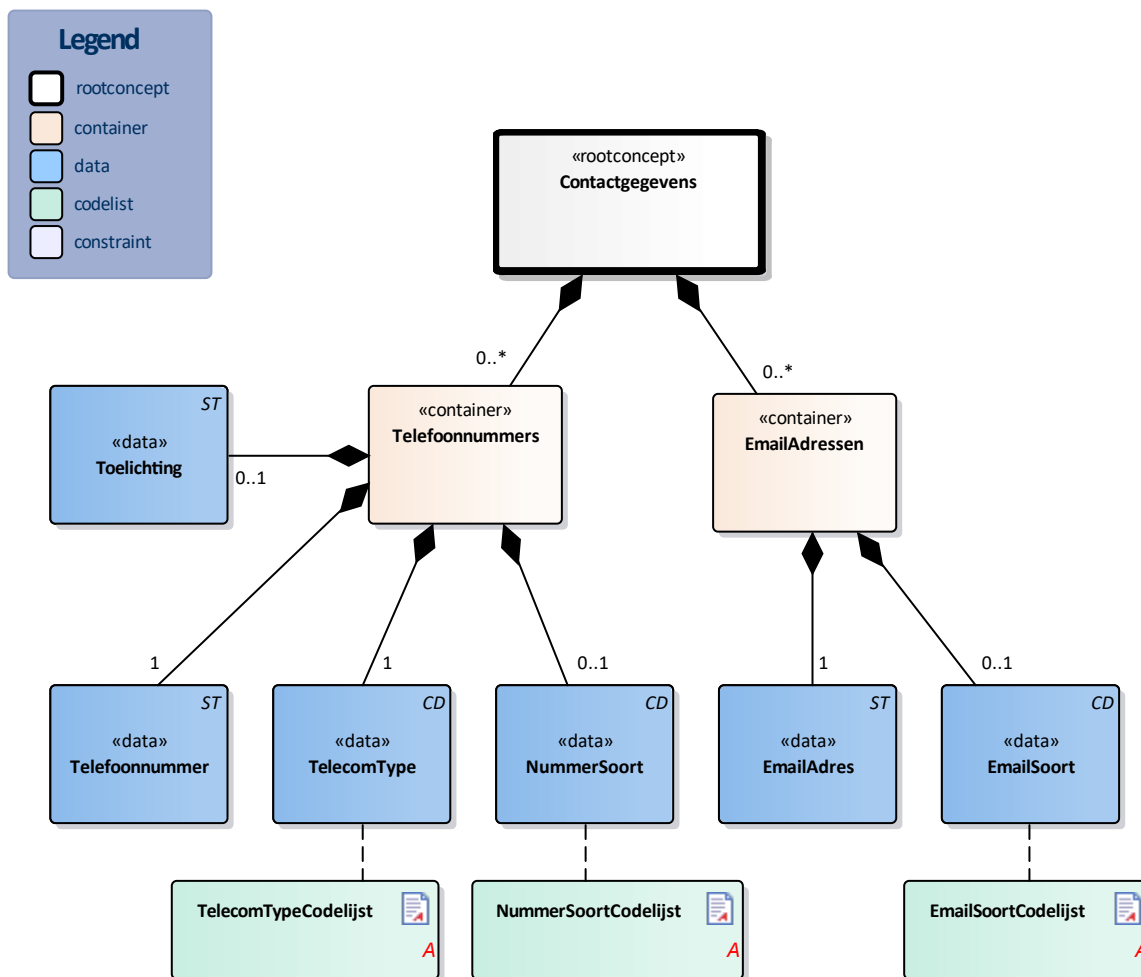 Legend
rootconcept
container
data
codelist
constraint
«rootconcept»
Contactgegevens
0..*
0..*
ST
«data»
Toelichting
0..1
«container»
Telefoonnummers
«container»
EmailAdressen
1
1
0..1
1
0..1
ST
«data»
Telefoonnummer
CD
«data»
TelecomType
CD
«data»
NummerSoort
ST
«data»
EmailAdres
CD
«data»
EmailSoort
TelecomTypeCodelijst
A
NummerSoortCodelijst
A
EmailSoortCodelijst
A